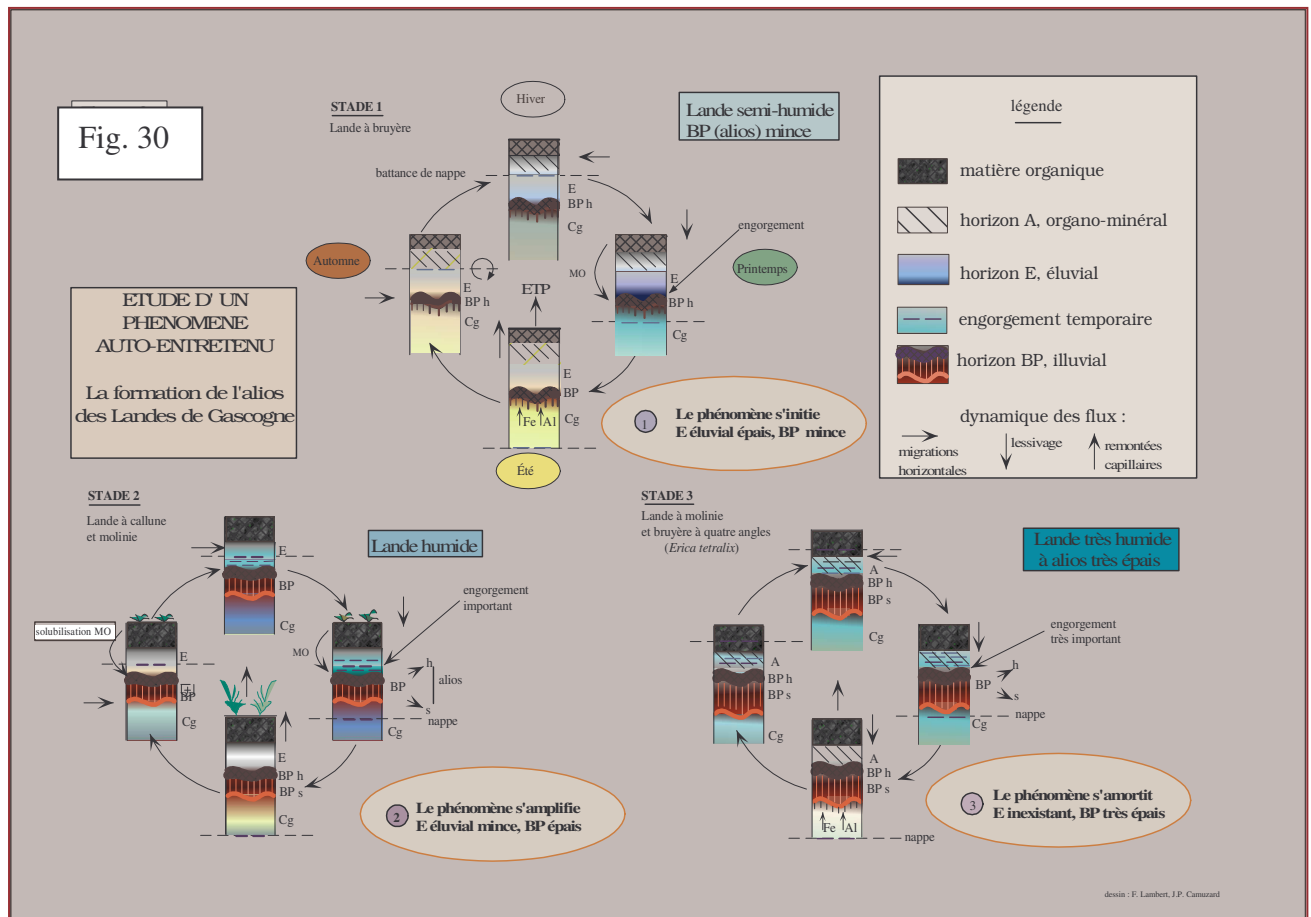 Fig. 30
ETUDE D' UN
PHENOMENE
AUTO-ENTRETENU
La formation de l'alios
des Landes de Gascogne
STADE 1
Lande à bruyère
Hiver
Lande semi-humide
BP (alios) mince
battance de nappe
E
BP h
Cg
Automne
E
BP h
Cg
engorgement
Printemps
MO
E
BP h
Cg
ETP
E
BP
Cg
Fe Al
Été
1
Le phénomène s'initie
E éluvial épais, BP mince
légende
matière organique
horizon A, organo-minéral
horizon E, éluvial
engorgement temporaire
horizon BP, illuvial
dynamique des flux :
migrations
horizontales
lessivage
remontées
capillaires
STADE 2
Lande à callune
et molinie
Lande humide
E
BP
Cg
solubilisation MO
E
BP
Cg
engorgement
important
MO
BP
h
alios
s
nappe
Cg
E
BP h
BP s
Cg
2
Le phénomène s'amplifie
E éluvial mince, BP épais
STADE 3
Lande à molinie
et bruyère à quatre angles
(Erica tetralix)
Lande très humide
à alios très épais
A
BP h
BP s
Cg
A
BP h
BP s
Cg
engorgement
très important
h
BP
s
nappe
Cg
A
BP h
BP s
Fe Al
nappe
3
Le phénomène s'amortit
E inexistant, BP très épais
dessin : F. Lambert, J.P. Camuzard